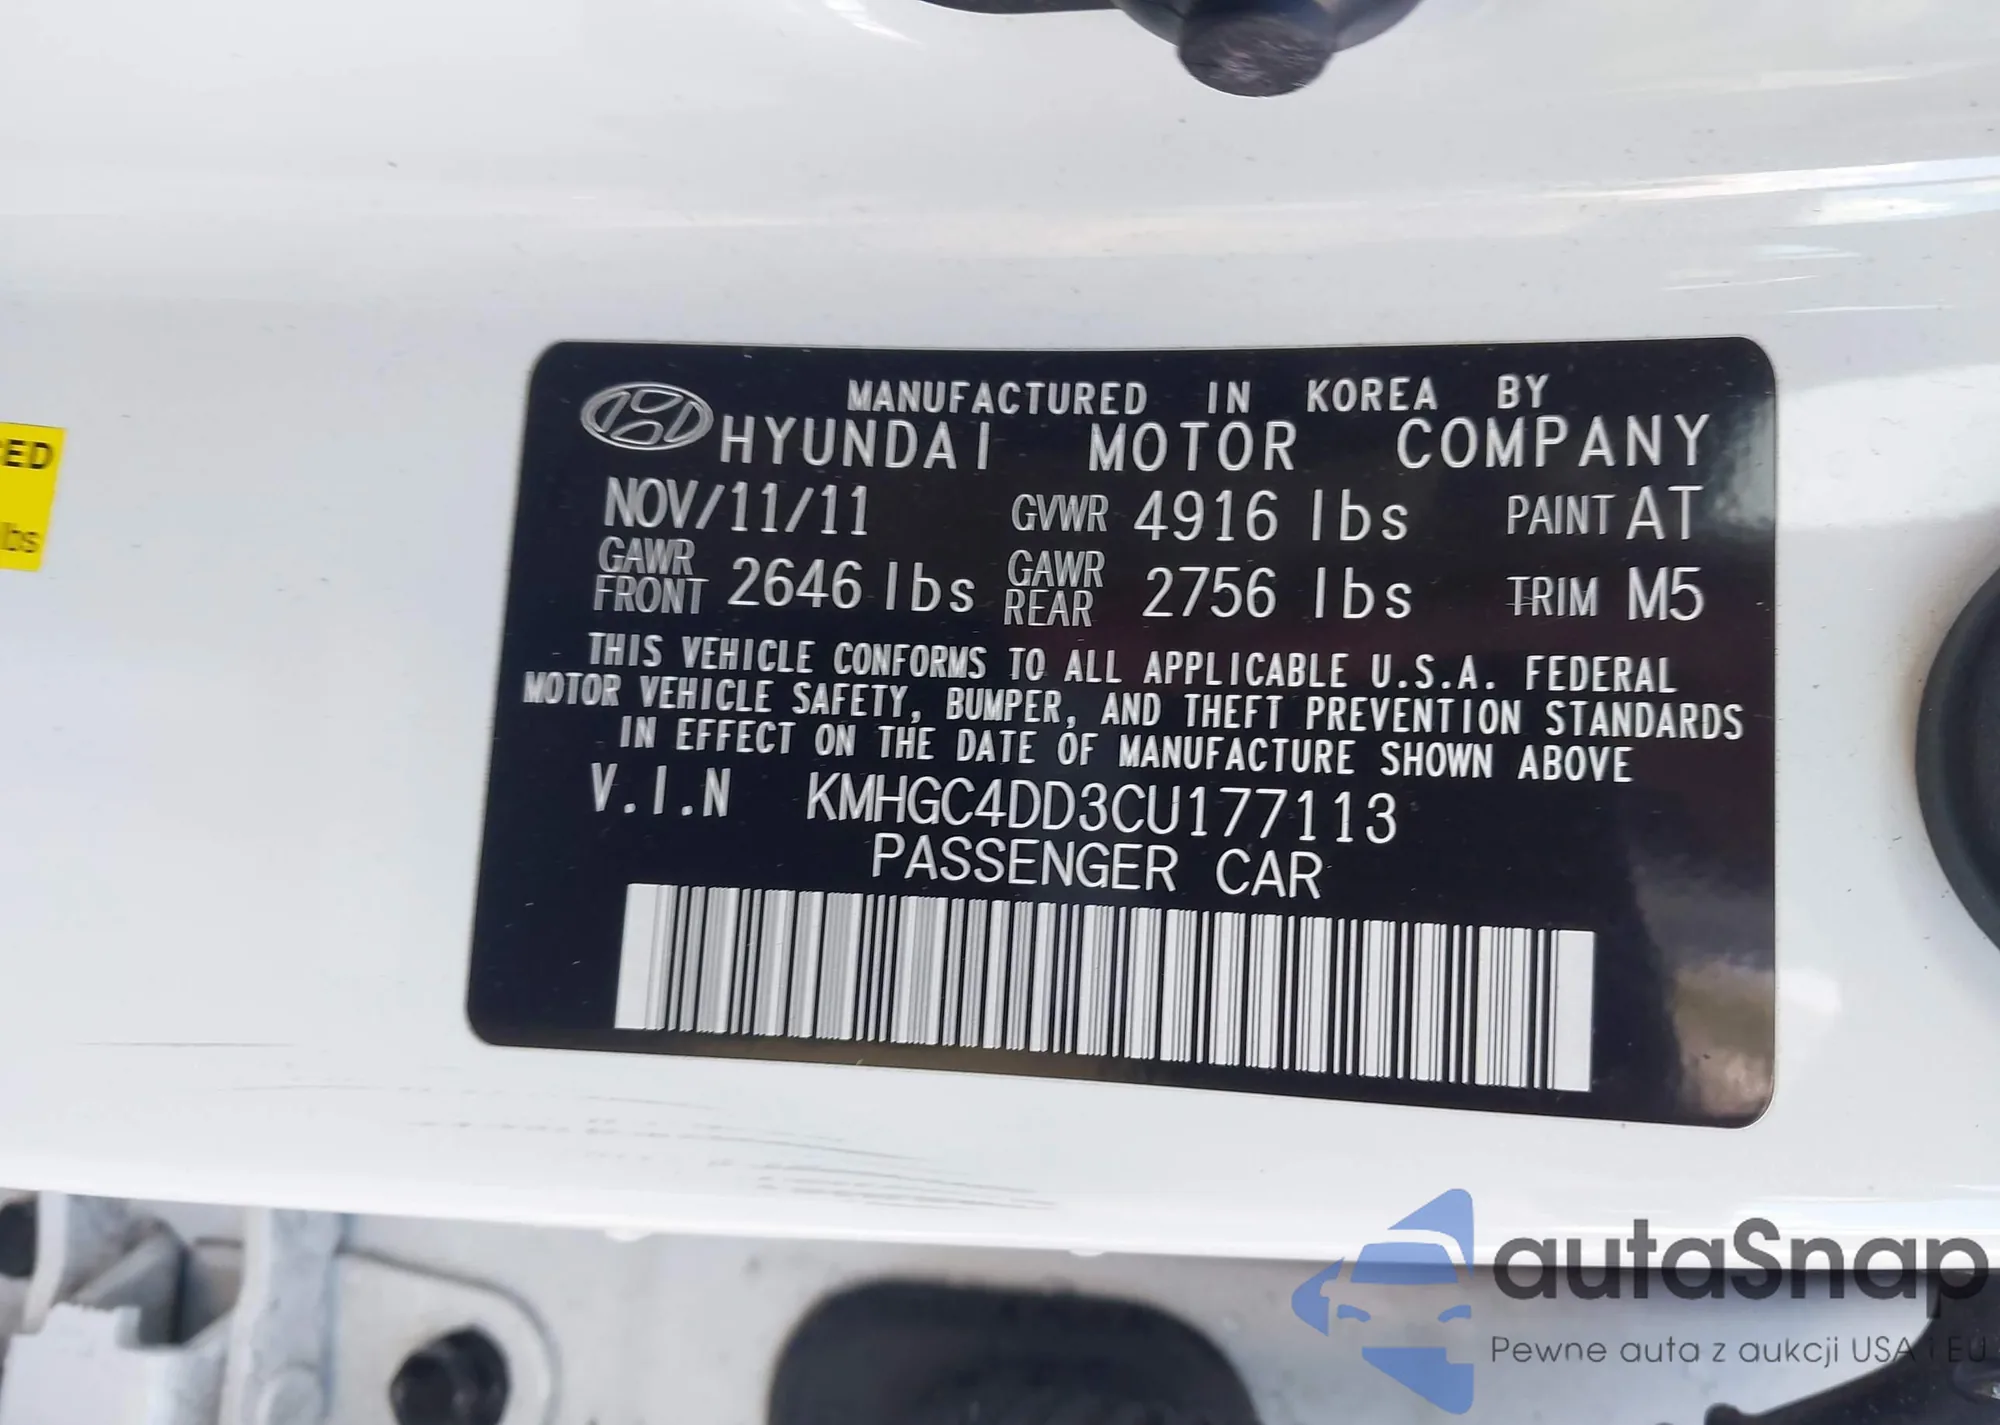 MANUFACTURED IN KOREA BY
HYUNDAI MOTOR COMPANY
NOV/11/11 GVWR 4916 lbs PAINT AT
GAWR FRONT 2646 lbs GAWR REAR 2756 lbs TRIM M5
THIS VEHICLE CONFORMS TO ALL APPLICABLE U.S.A. FEDERAL
MOTOR VEHICLE SAFETY, BUMPER, AND THEFT PREVENTION STANDARDS
IN EFFECT ON THE DATE OF MANUFACTURE SHOWN ABOVE
V.I.N KMHGC4DD3CU177113
PASSENGER CAR
ED
lbs
autaSnap
Pewne auta z aukcji USA i EU